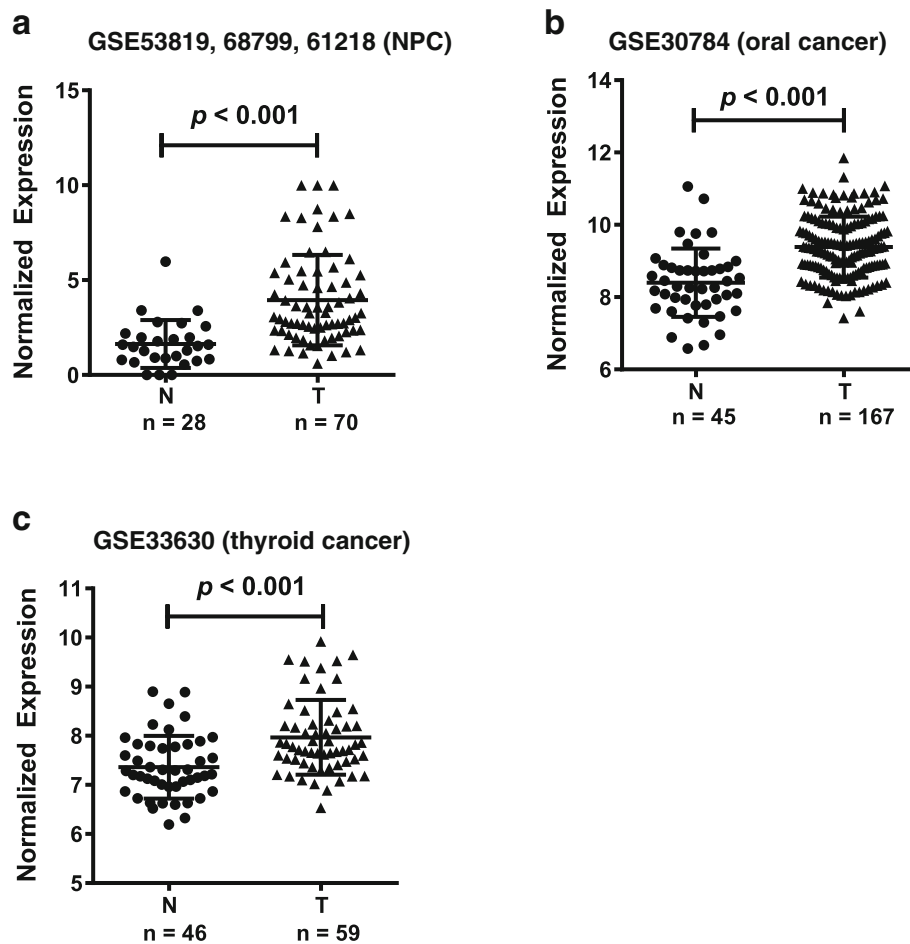 a
GSE53819, 68799, 61218 (NPC)
Normalized Expression
15
10
5
0
p < 0.001
N
T
n = 28
n = 70
b
GSE30784 (oral cancer)
Normalized Expression
14
12
10
8
6
p < 0.001
N
T
n = 45
n = 167
c
GSE33630 (thyroid cancer)
Normalized Expression
11
10
9
8
7
6
5
p < 0.001
N
T
n = 46
n = 59